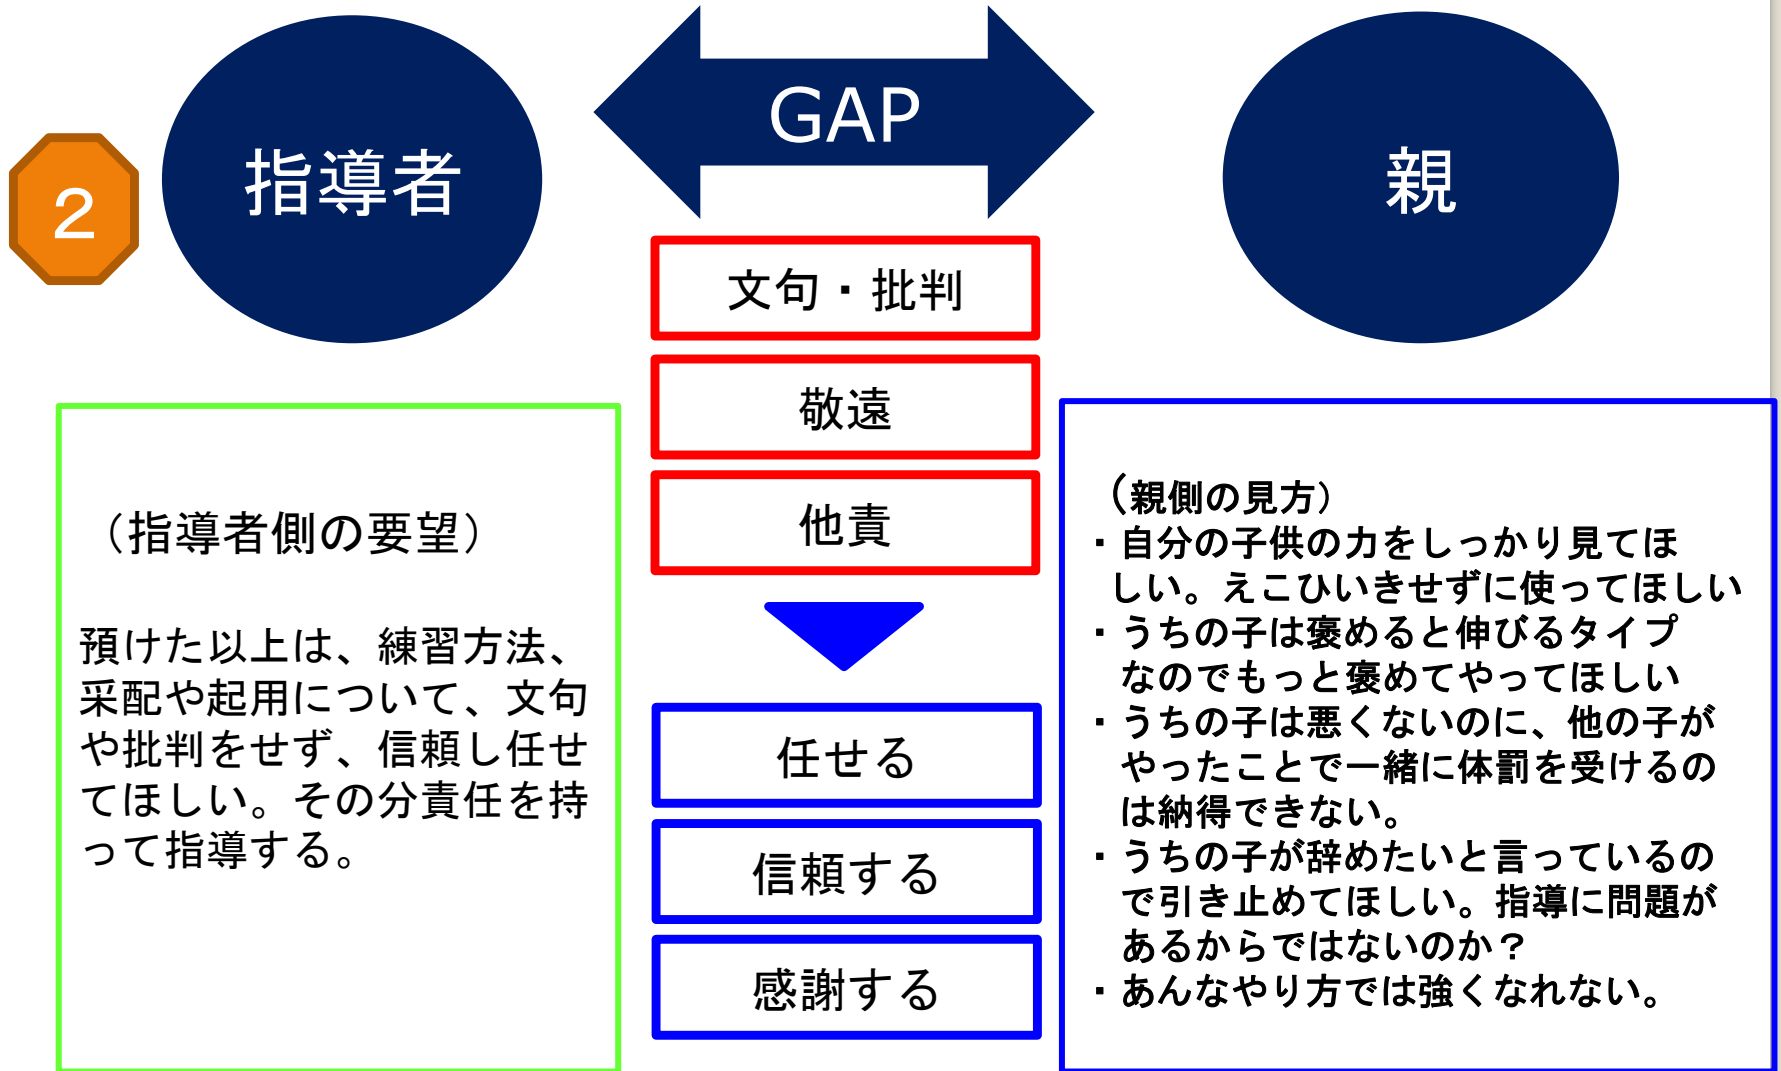 ２
指導者
GAP
親
文句・批判
敬遠
他責
任せる
信頼する
感謝する
（指導者側の要望）
預けた以上は、練習方法、
采配や起用について、文句
や批判をせず、信頼し任せ
てほしい。その分責任を持
って指導する。
（親側の見方）
・自分の子供の力をしっかり見てほ
しい。えこひいきせずに使ってほしい
・うちの子は褒めると伸びるタイプ
なのでもっと褒めてやってほしい
・うちの子は悪くないのに、他の子が
やったことで一緒に体罰を受けるの
は納得できない。
・うちの子が辞めたいと言っているの
で引き止めてほしい。指導に問題が
あるからではないのか？
・あんなやり方では強くなれない。